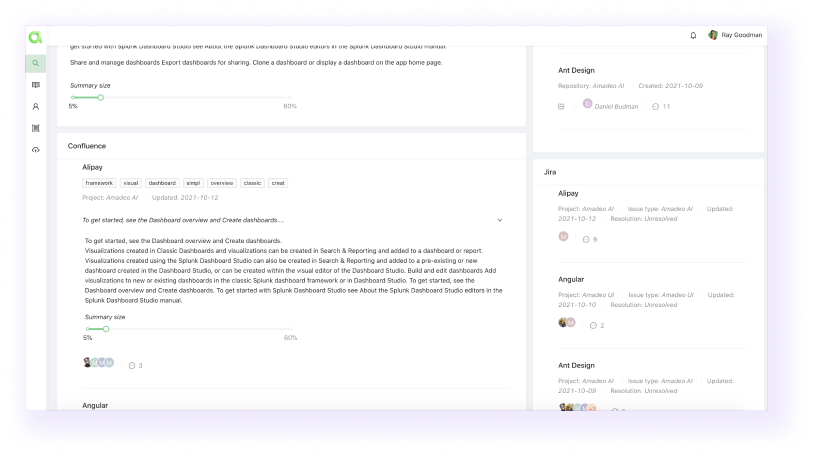 Ray Goodman
get started with Splunk Dashboard Studio see About the Splunk Dashboard Studio editors in the Splunk Dashboard Studio manual.
Share and manage dashboards Export dashboards for sharing. Clone a dashboard or display a dashboard on the app home page.
Summary size
5% 60%
Confluence
Alipay
framework visual dashboard simpl overview classic creat
Project: Amadeo AI Updated: 2021-10-12
To get started, see the Dashboard overview and Create dashboards....
To get started, see the Dashboard overview and Create dashboards.
Visualizations created in Classic Dashboards and visualizations can be created in Search & Reporting and added to a dashboard or report.
Visualizations created using the Splunk Dashboard Studio can also be created in Search & Reporting and added to a pre-existing or new
dashboard created in the Dashboard Studio, or can be created within the visual editor of the Dashboard Studio. Build and edit dashboards Add
visualizations to new or existing dashboards in the classic Splunk dashboard framework or in Dashboard Studio. To get started, see the
Dashboard overview and Create dashboards. To get started with Splunk Dashboard Studio see About the Splunk Dashboard Studio editors in the
Splunk Dashboard Studio manual.
Summary size
5% 60%
M M M 3
Angular
Ant Design
Repository: Amadeo AI Created: 2021-10-09
D Daniel Budman 11
Jira
Alipay
Project: Amadeo AI Issue type: Amadeo AI Updated:
2021-10-12 Resolution: Unresolved
M 9
Angular
Project: Amadeo UI Issue type: Amadeo UI Updated:
2021-10-10 Resolution: Unresolved
M 2
Ant Design
Project: Amadeo AI Issue type: Amadeo AI Updated:
2021-10-09 Resolution: Unresolved